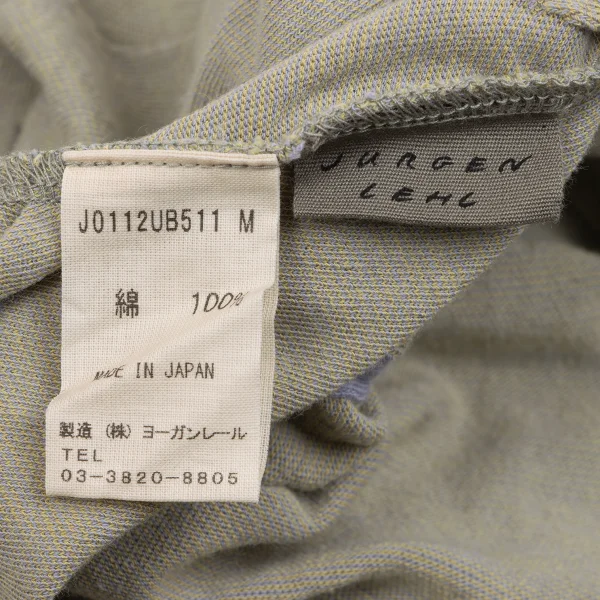 J0112UB511 M
綿 100%
MADE IN JAPAN
製造 (株) ヨーガンレール
TEL
03-3820-8805
JURGEN
LEHL